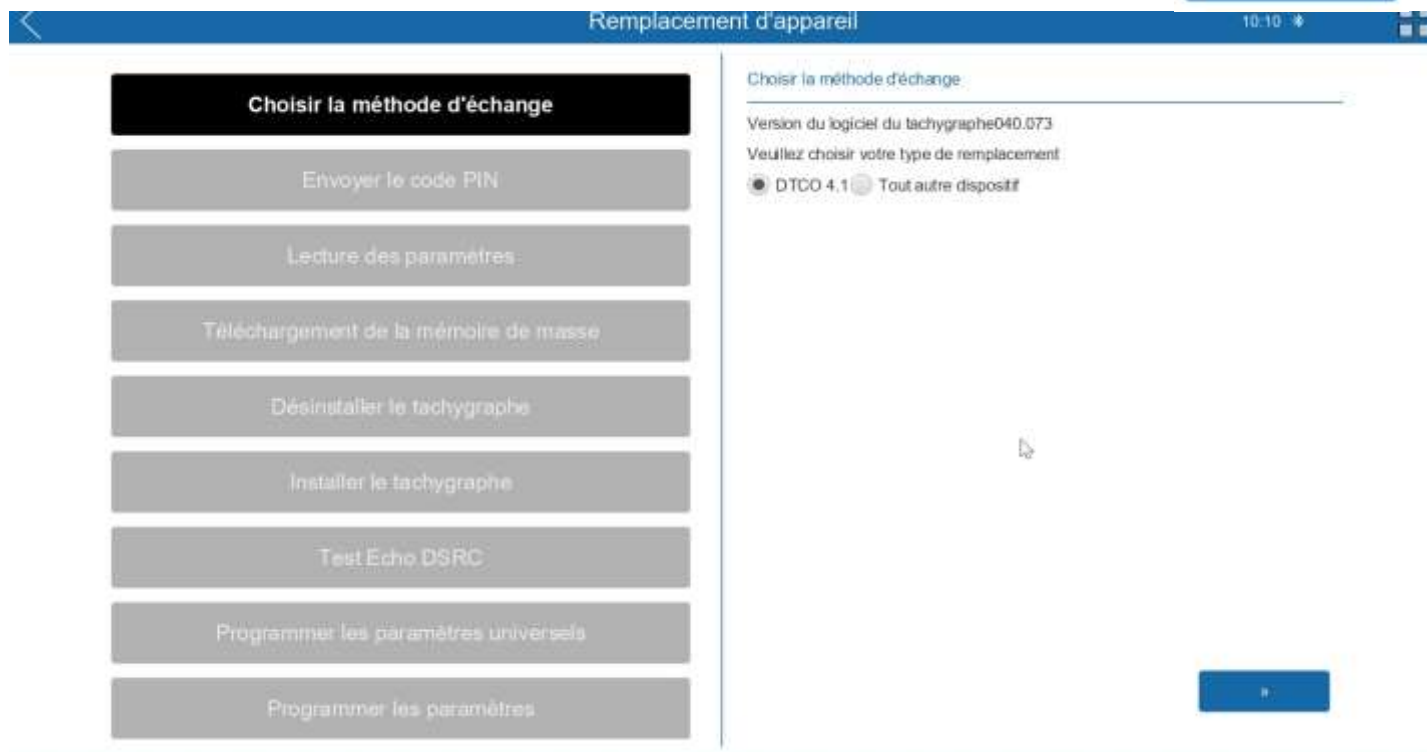 Remplacement d'appareil
10:10
Choisir la méthode d'échange
Envoyer le code PIN
Lecture des paramètres
Téléchargement de la mémoire de masse
Désinstaller le tachygraphe
Installer le tachygraphe
Test Echo DSRC
Programmer les paramètres universels
Programmer les paramètres
Choisir la méthode d'échange
Version du logiciel du tachygraphe040.073
Veuillez choisir votre type de remplacement
DTCO 4.1 Tout autre dispositif
»